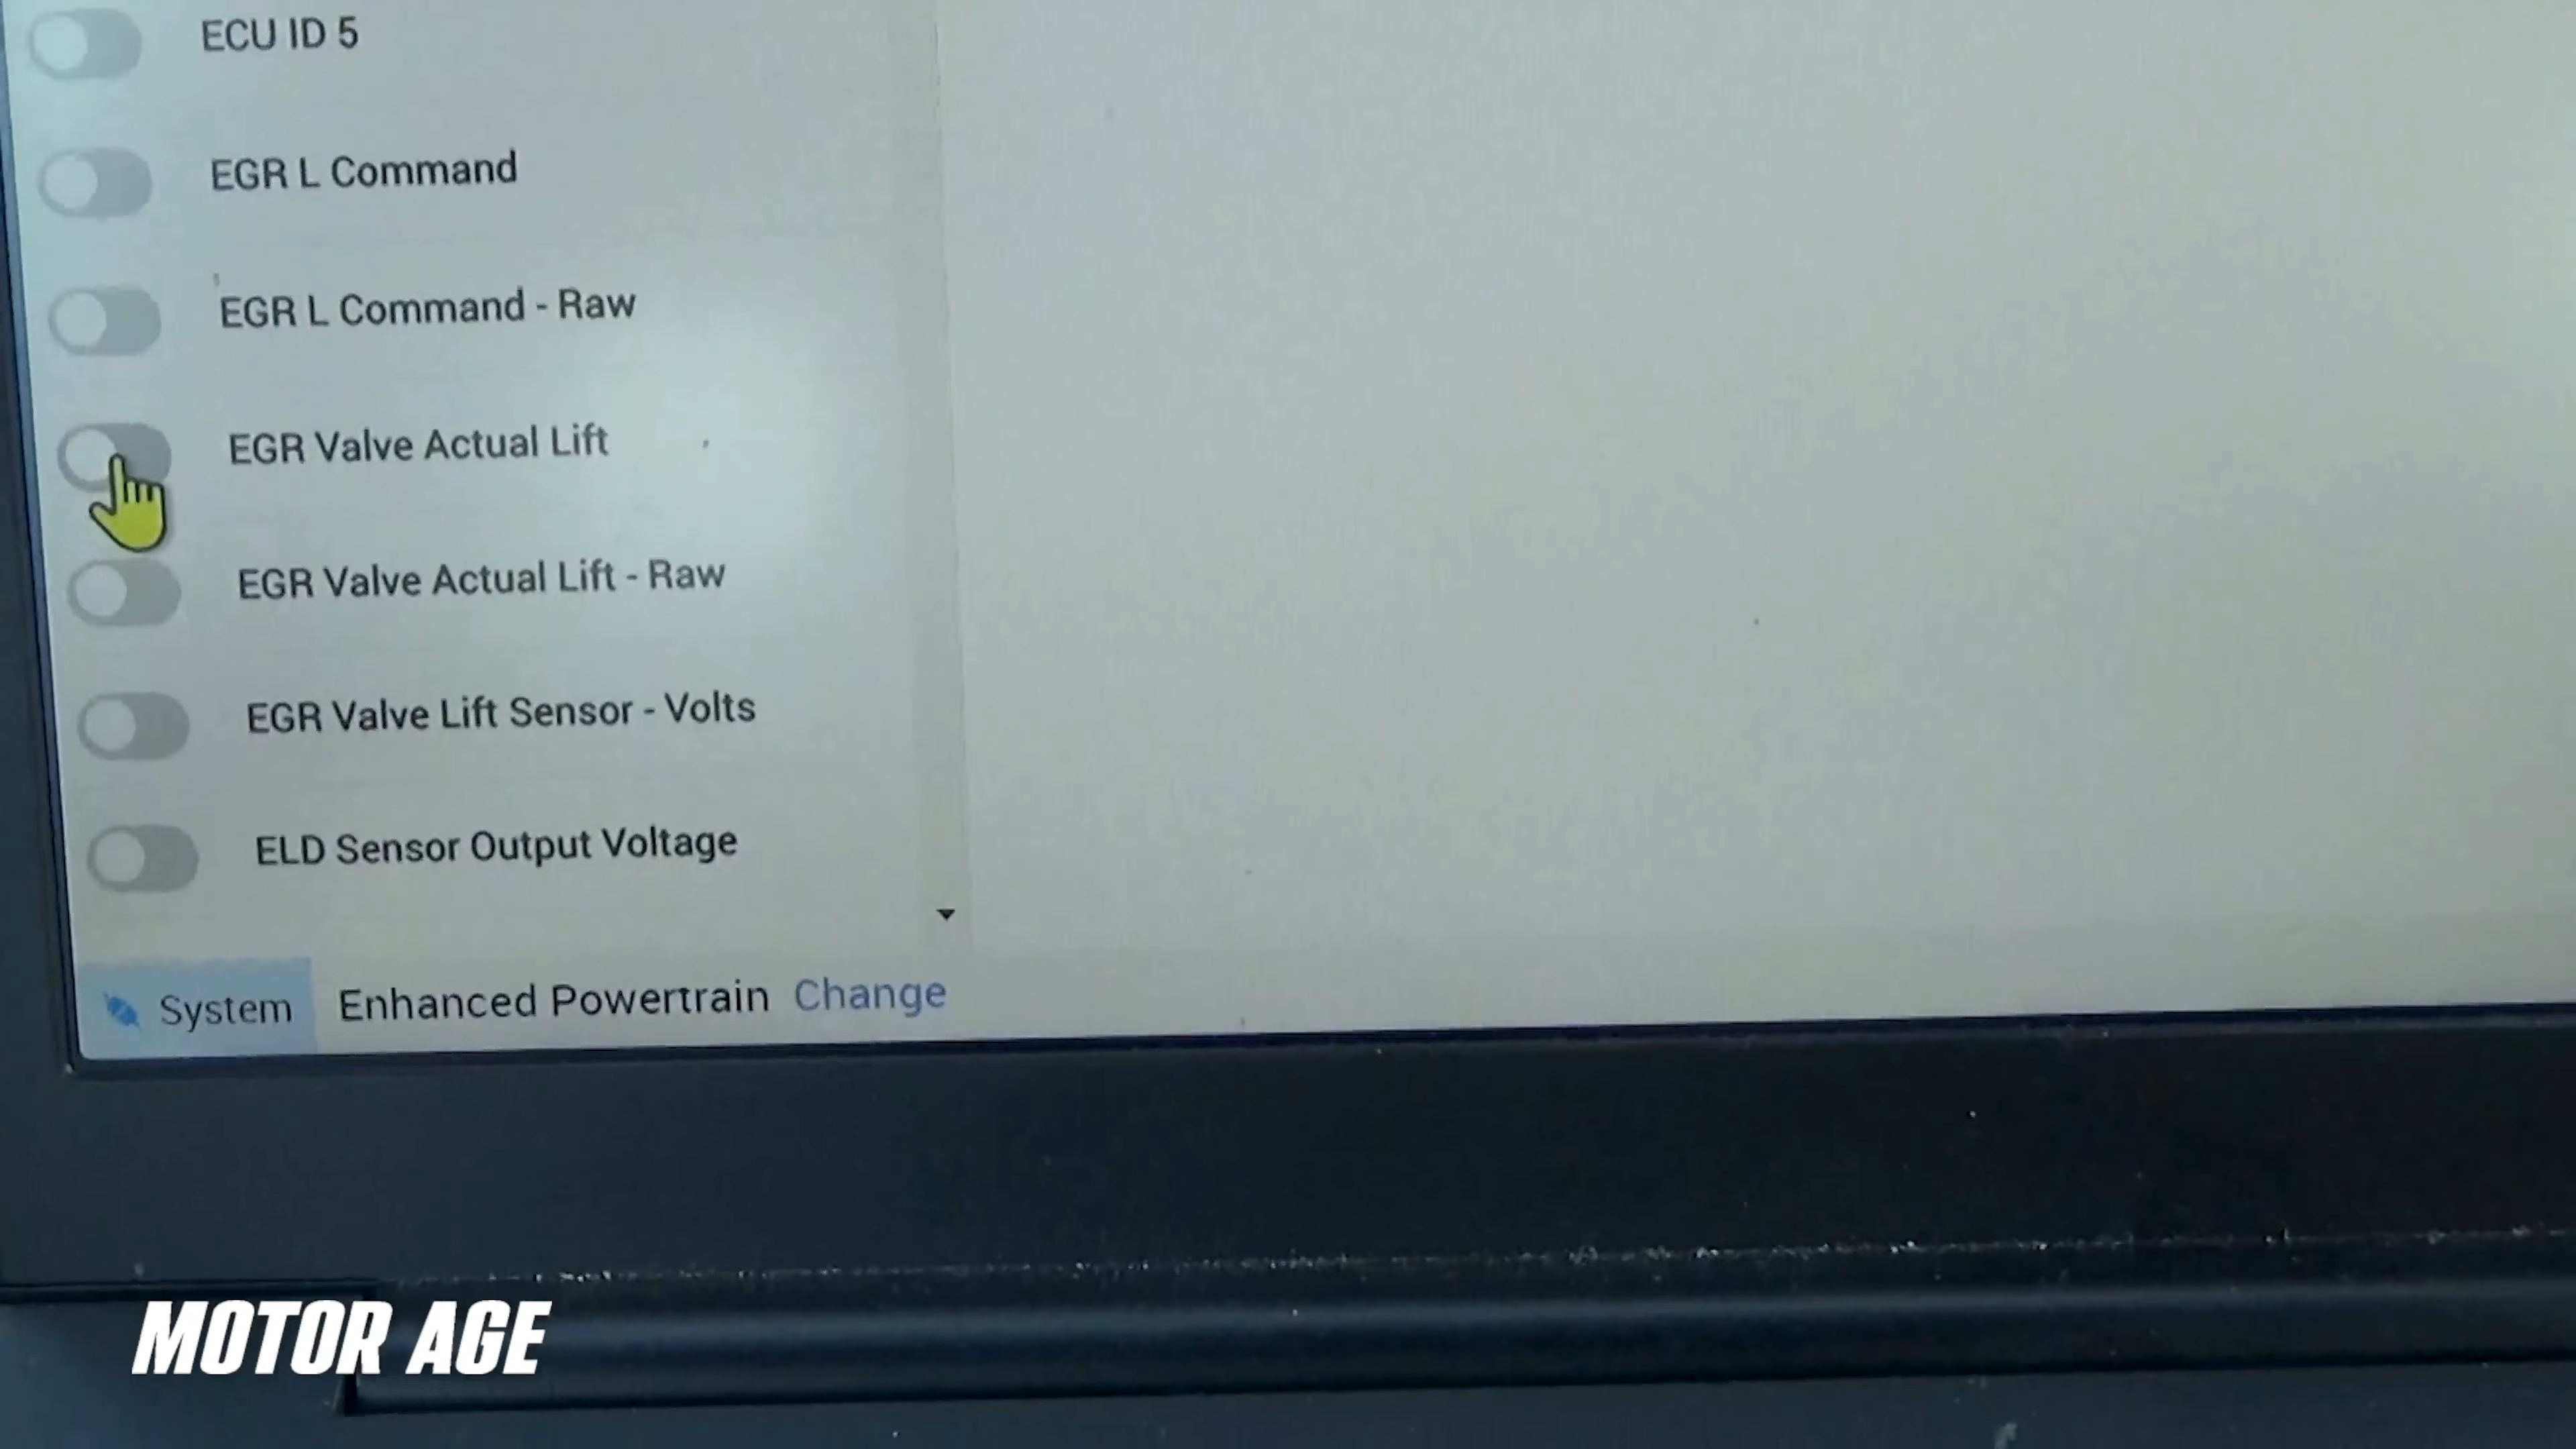 ECU ID 5
EGR L Command
EGR L Command - Raw
EGR Valve Actual Lift
EGR Valve Actual Lift - Raw
EGR Valve Lift Sensor - Volts
ELD Sensor Output Voltage
System Enhanced Powertrain Change
MOTOR AGE